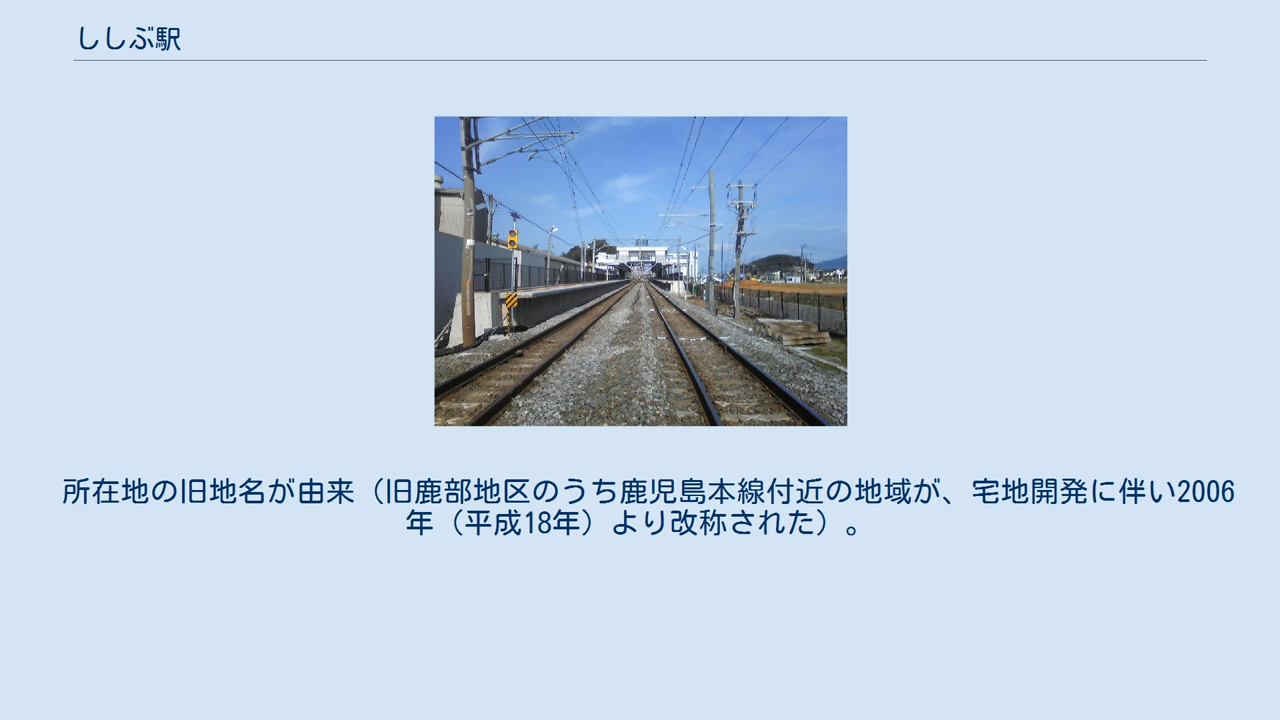 ししぶ駅
所在地の旧地名が由来（旧鹿部地区のうち鹿児島本線付近の地域が、宅地開発に伴い2006
年（平成18年）より改称された）。